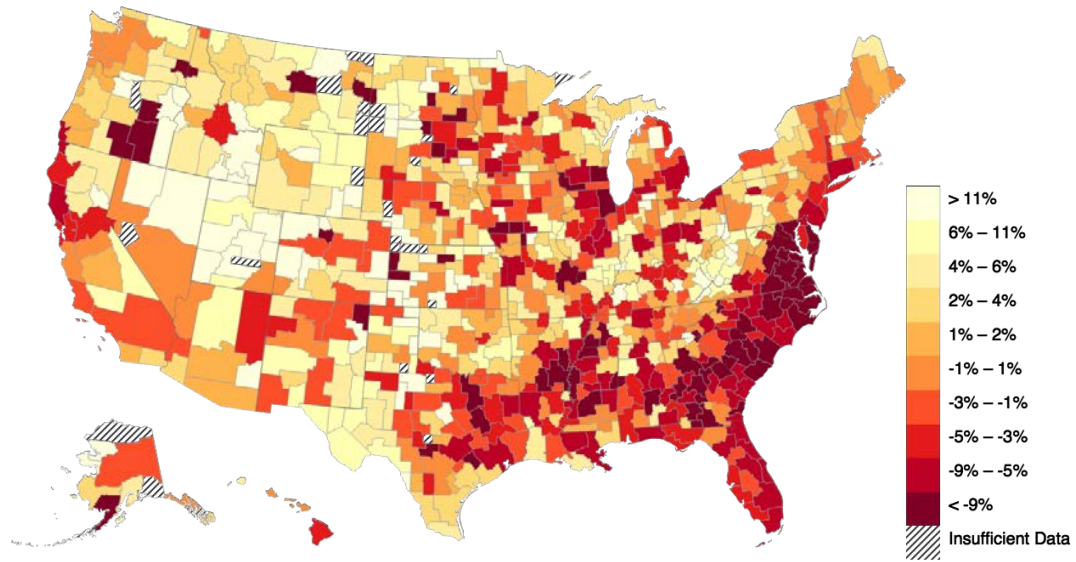 > 11%
6% – 11%
4% – 6%
2% – 4%
1% – 2%
-1% – 1%
-3% – -1%
-5% – -3%
-9% – -5%
< -9%
Insufficient Data